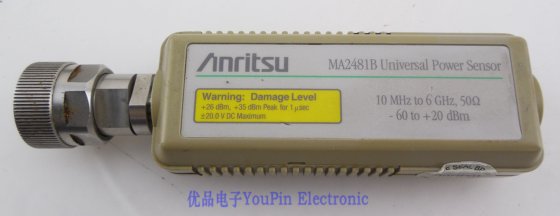 Anritsu
MA2481B Universal Power Sensor
Warning: Damage Level
+26 dBm, +35 dBm Peak for 1 µsec
±20.0 V DC Maximum
10 MHz to 6 GHz, 50Ω
- 60 to +20 dBm
优品电子YouPin Electronic